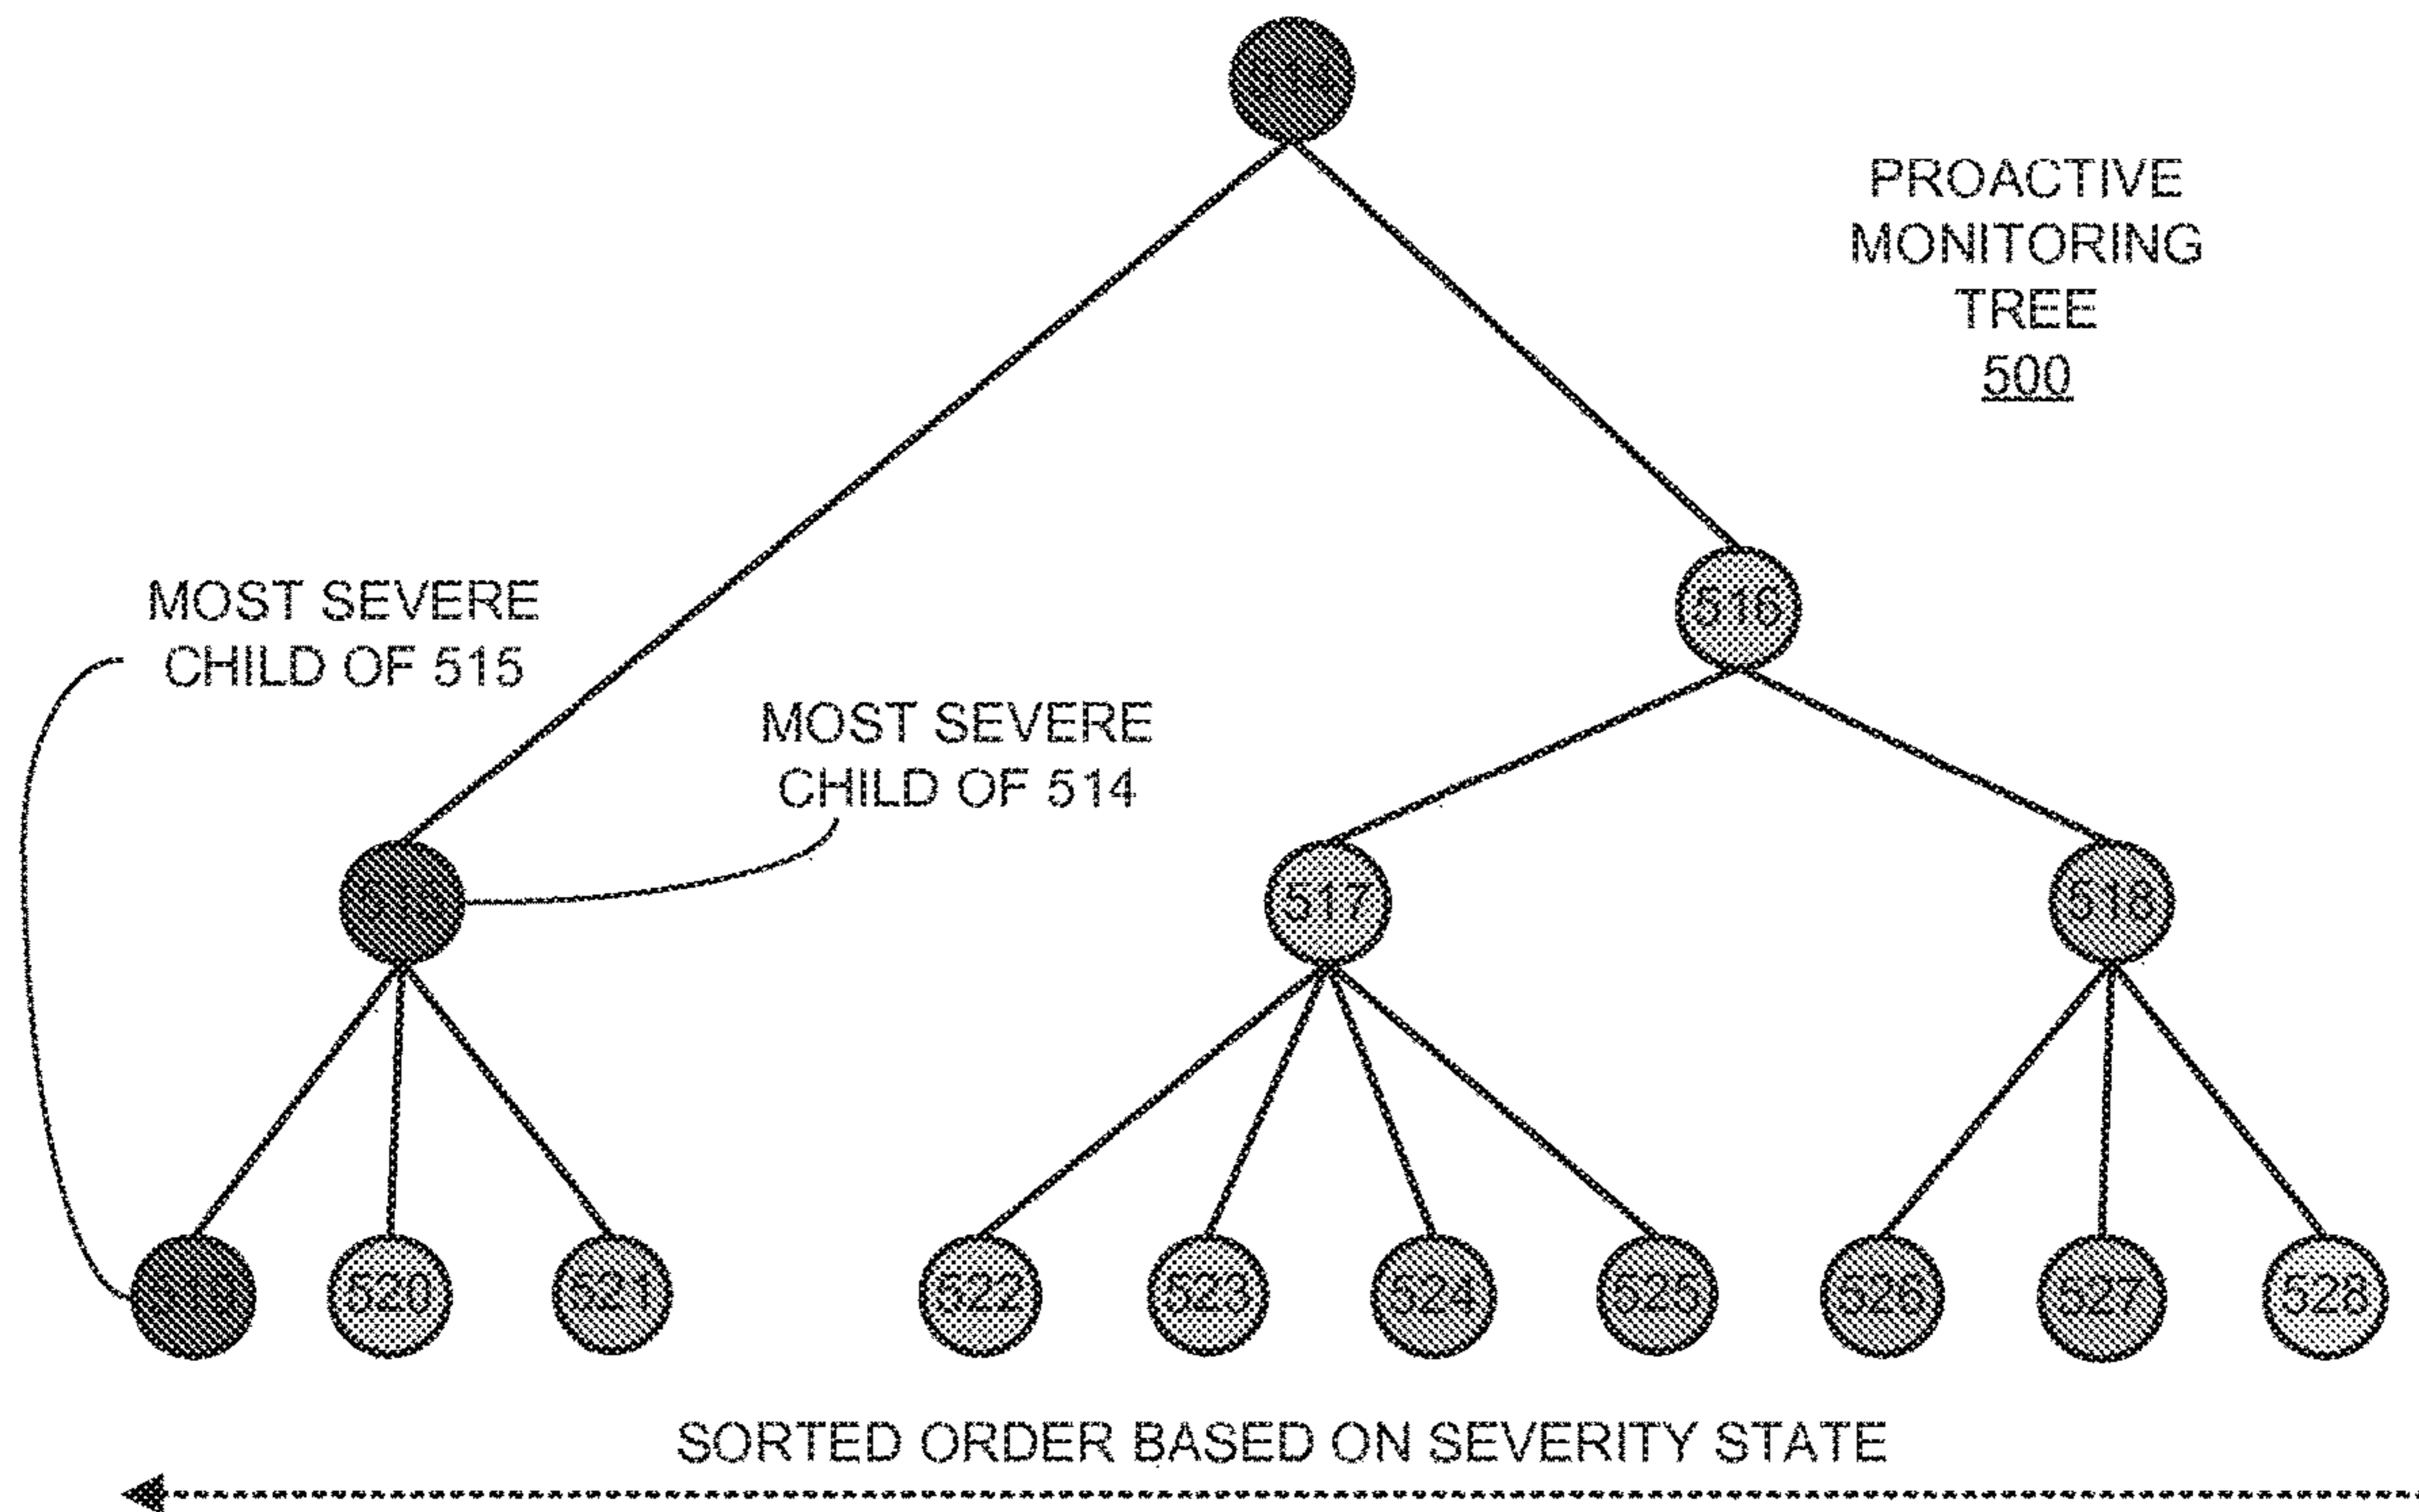 PROACTIVE
MONITORING
TREE
500
MOST SEVERE
CHILD OF 515
516
MOST SEVERE
CHILD OF 514
517
518
520
521
522
523
524
525
526
527
528
SORTED ORDER BASED ON SEVERITY STATE